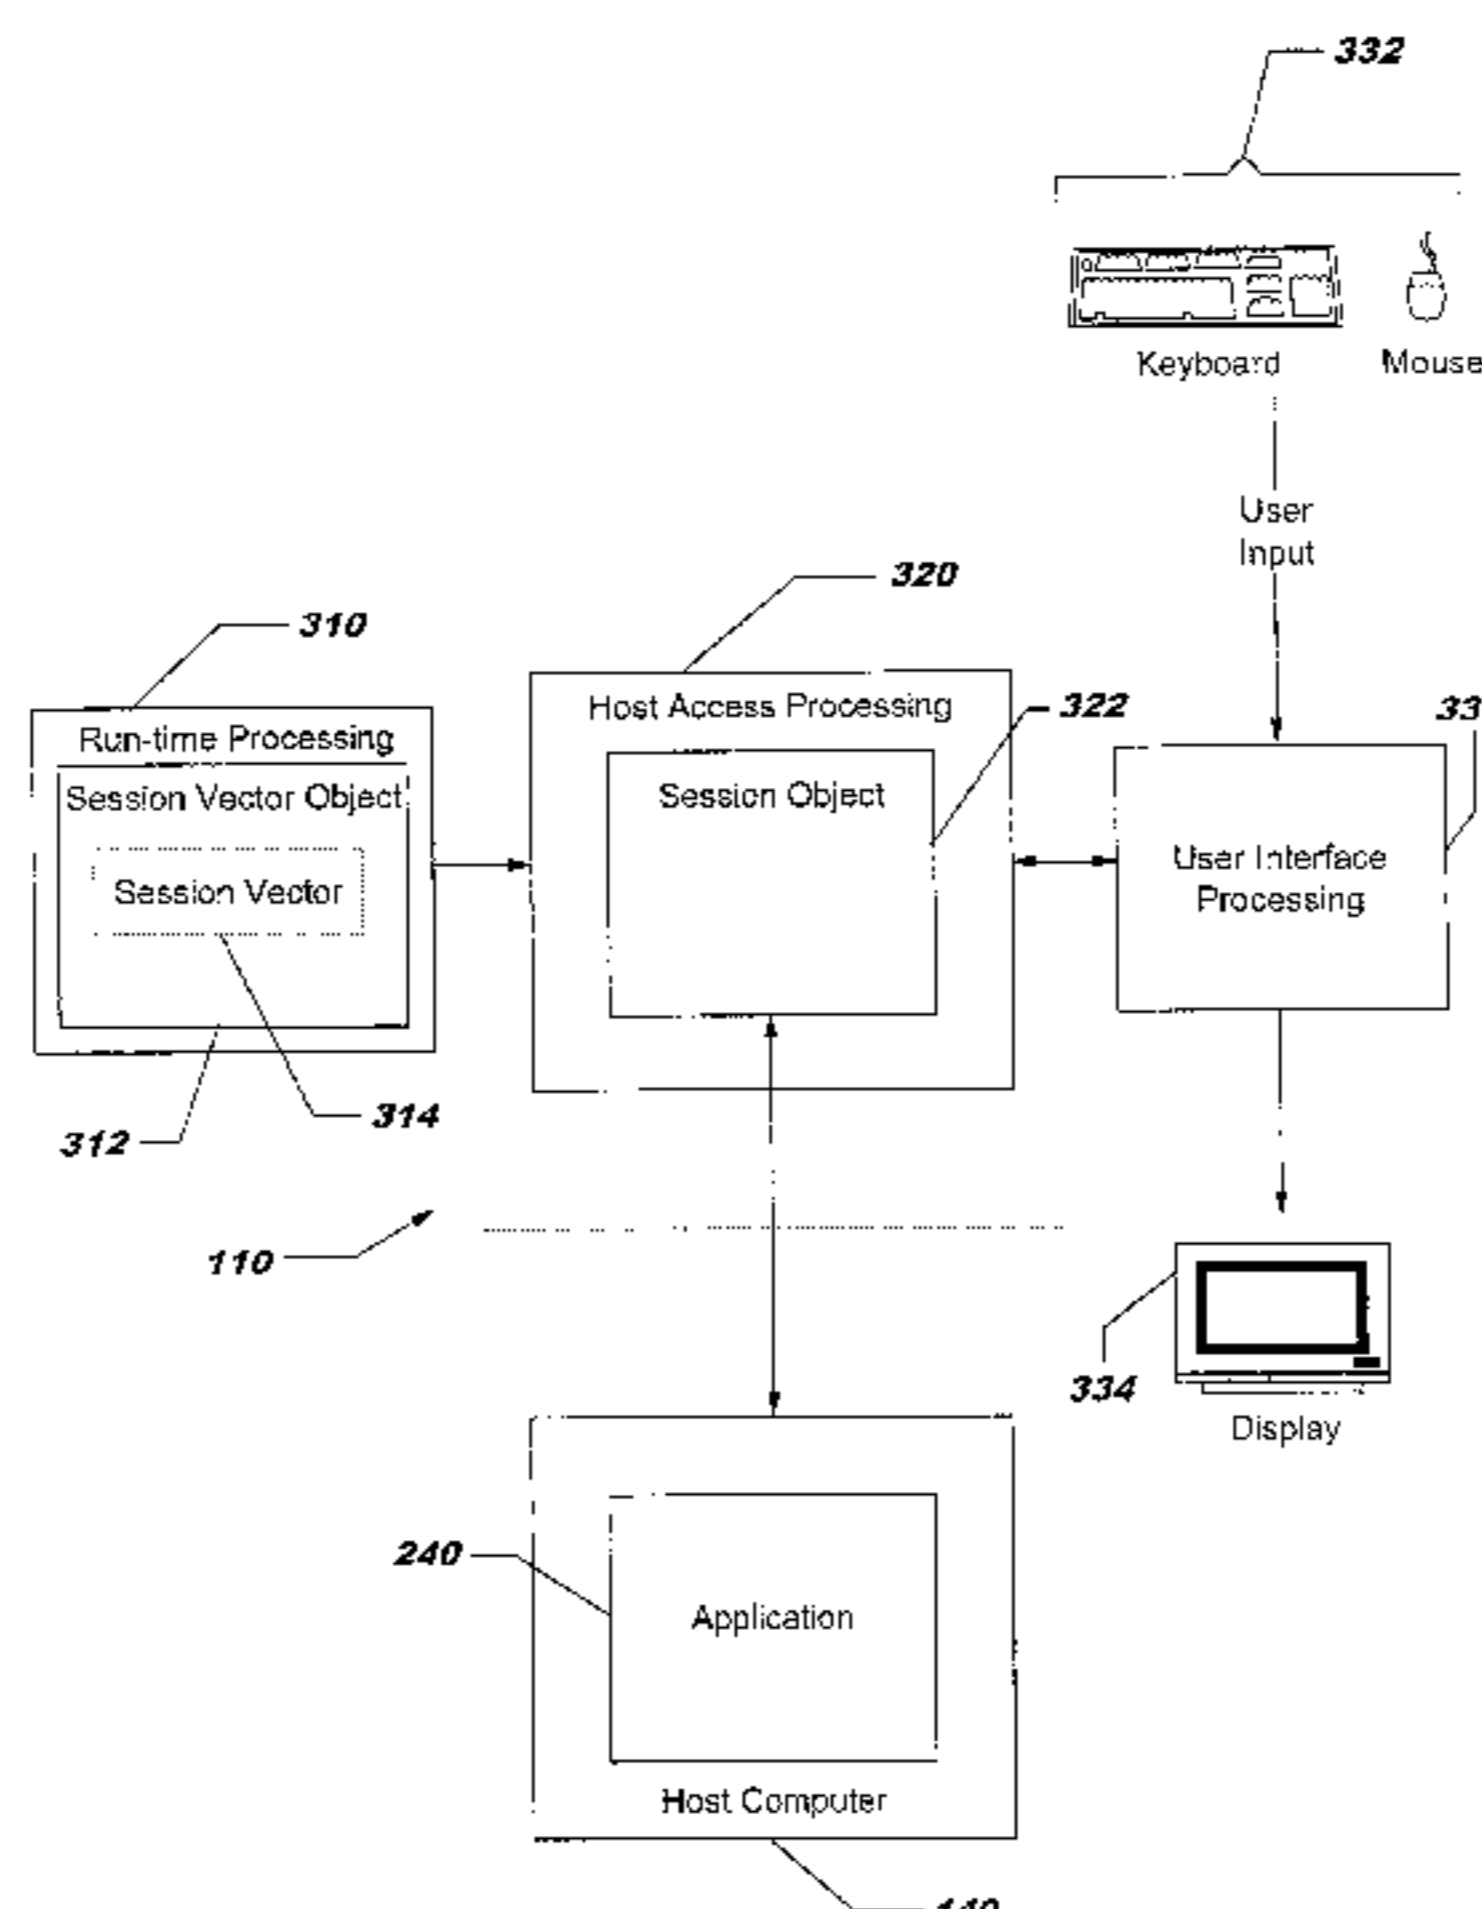 332
Keyboard
Mouse
User
Input
320
310
Host Access Processing
322
33
Run-time Processing
Session Vector Object
Session Object
Session Vector
User Interface
Processing
314
312
110
334
Display
240
Application
Host Computer